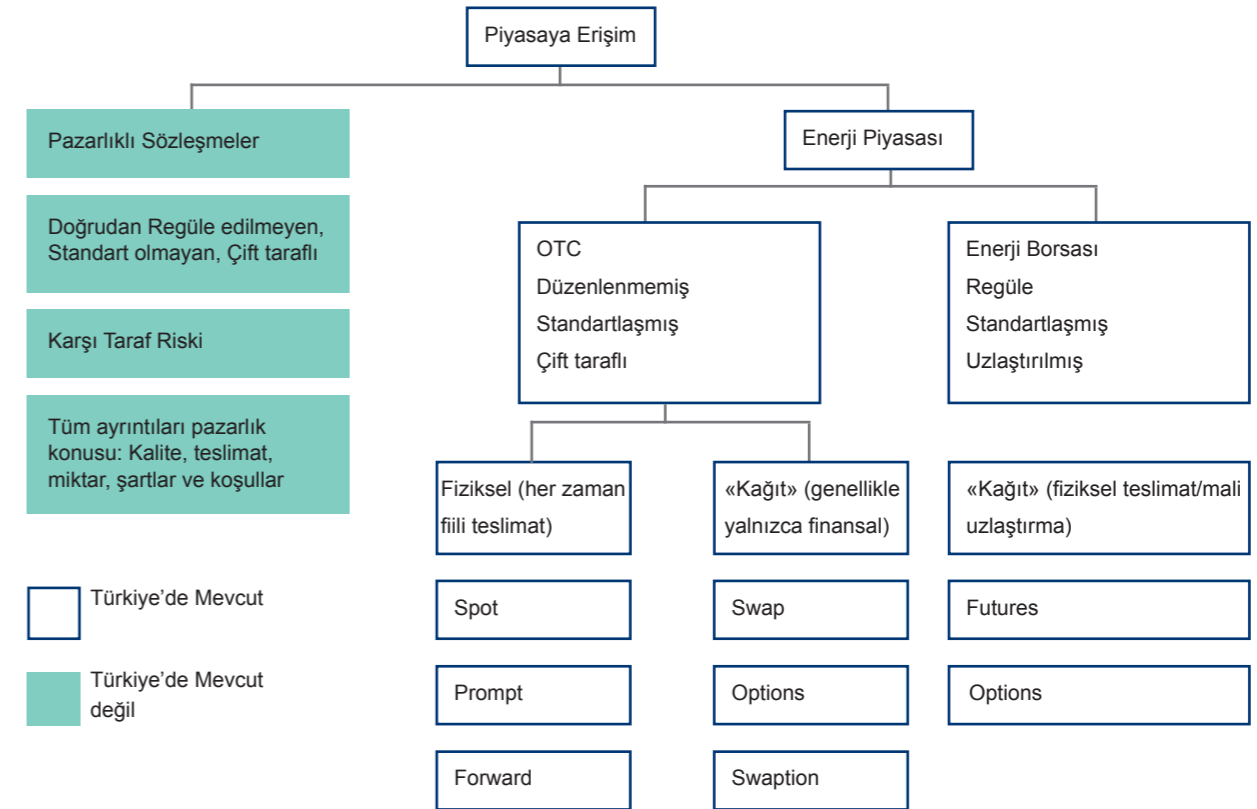 Piyasaya Erişim
Pazarlıklı Sözleşmeler
Doğrudan Regüle edilmeyen,
Standart olmayan, Çift taraflı
Karşı Taraf Riski
Tüm ayrıntıları pazarlık
konusu: Kalite, teslimat,
miktar, şartlar ve koşullar
Enerji Piyasası
OTC
Düzenlenmemiş
Standartlaşmış
Çift taraflı
Enerji Borsası
Regüle
Standartlaşmış
Uzlaştırılmış
Fiziksel (her zaman
fiili teslimat)
Spot
Prompt
Forward
«Kağıt» (genellikle
yalnızca finansal)
Swap
Options
Swaption
«Kağıt» (fiziksel teslimat/mali
uzlaştırma)
Futures
Options
Türkiye’de Mevcut
Türkiye’de Mevcut
değil